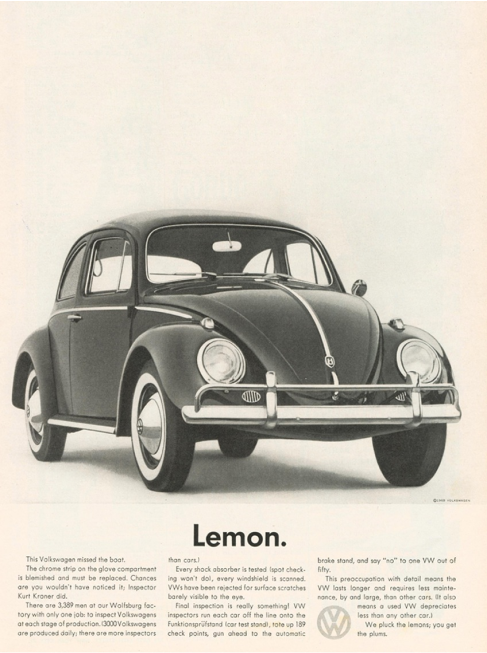 Lemon.
This Volkswagen missed the boat.
The chrome strip on the glove compartment
is blemished and must be replaced. Chances
are you wouldn't have noticed it; Inspector
Kurt Kroner did.
There are 3,389 men at our Wolfsburg fac-
tory with only one job: to inspect Volkswagens
at each stage of production. (3000 Volkswagens
are produced daily; there are more inspectors
than cars.)
Every shock absorber is tested (spot check-
ing won't do), every windshield is scanned.
VWs have been rejected for surface scratches
barely visible to the eye.
Final inspection is really something! VW
inspectors run each car off the line onto the
Funktionsprüfstand (car test stand), tote up 189
check points, gun ahead to the automatic
brake stand, and say "no" to one VW out of
fifty.
This preoccupation with detail means the
VW lasts longer and requires less mainte-
nance, by and large, than other cars. (It also
means a used VW depreciates
less than any other car.)
We pluck the lemons; you get
the plums.
VW